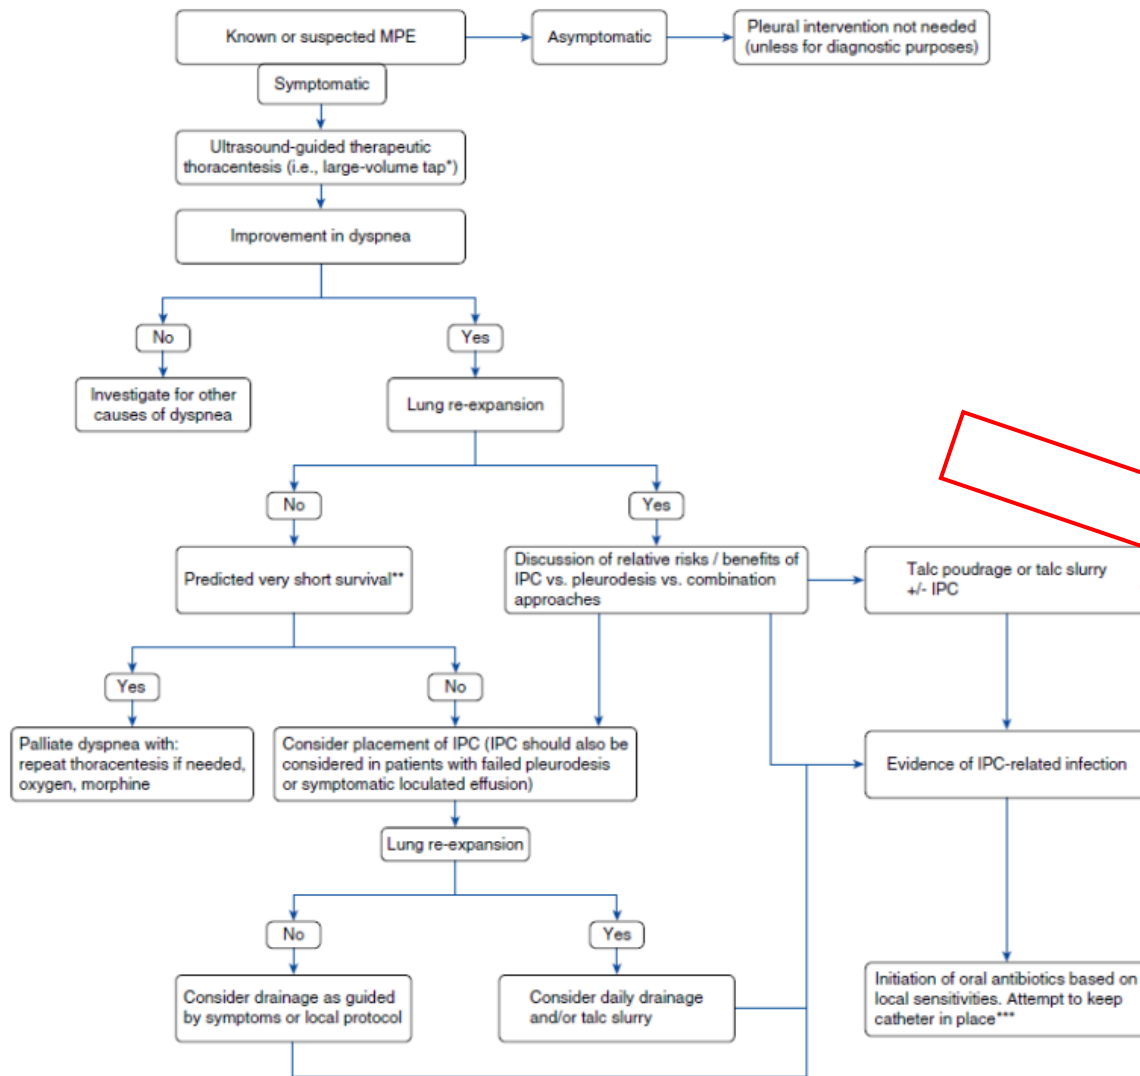 Known or suspected MPE
Asymptomatic
Pleural intervention not needed
(unless for diagnostic purposes)
Symptomatic
Ultrasound-guided therapeutic
thoracentesis (i.e., large-volume tap*)
Improvement in dyspnea
No
Yes
Investigate for other
causes of dyspnea
Lung re-expansion
No
Yes
Predicted very short survival**
Discussion of relative risks / benefits of
IPC vs. pleurodesis vs. combination
approaches
Talc poudrage or talc slurry
+/- IPC
Yes
No
Palliate dyspnea with:
repeat thoracentesis if needed,
oxygen, morphine
Consider placement of IPC (IPC should also be
considered in patients with failed pleurodesis
or symptomatic loculated effusion)
Evidence of IPC-related infection
Lung re-expansion
No
Yes
Consider drainage as guided
by symptoms or local protocol
Consider daily drainage
and/or talc slurry
Initiation of oral antibiotics based on
local sensitivities. Attempt to keep
catheter in place***